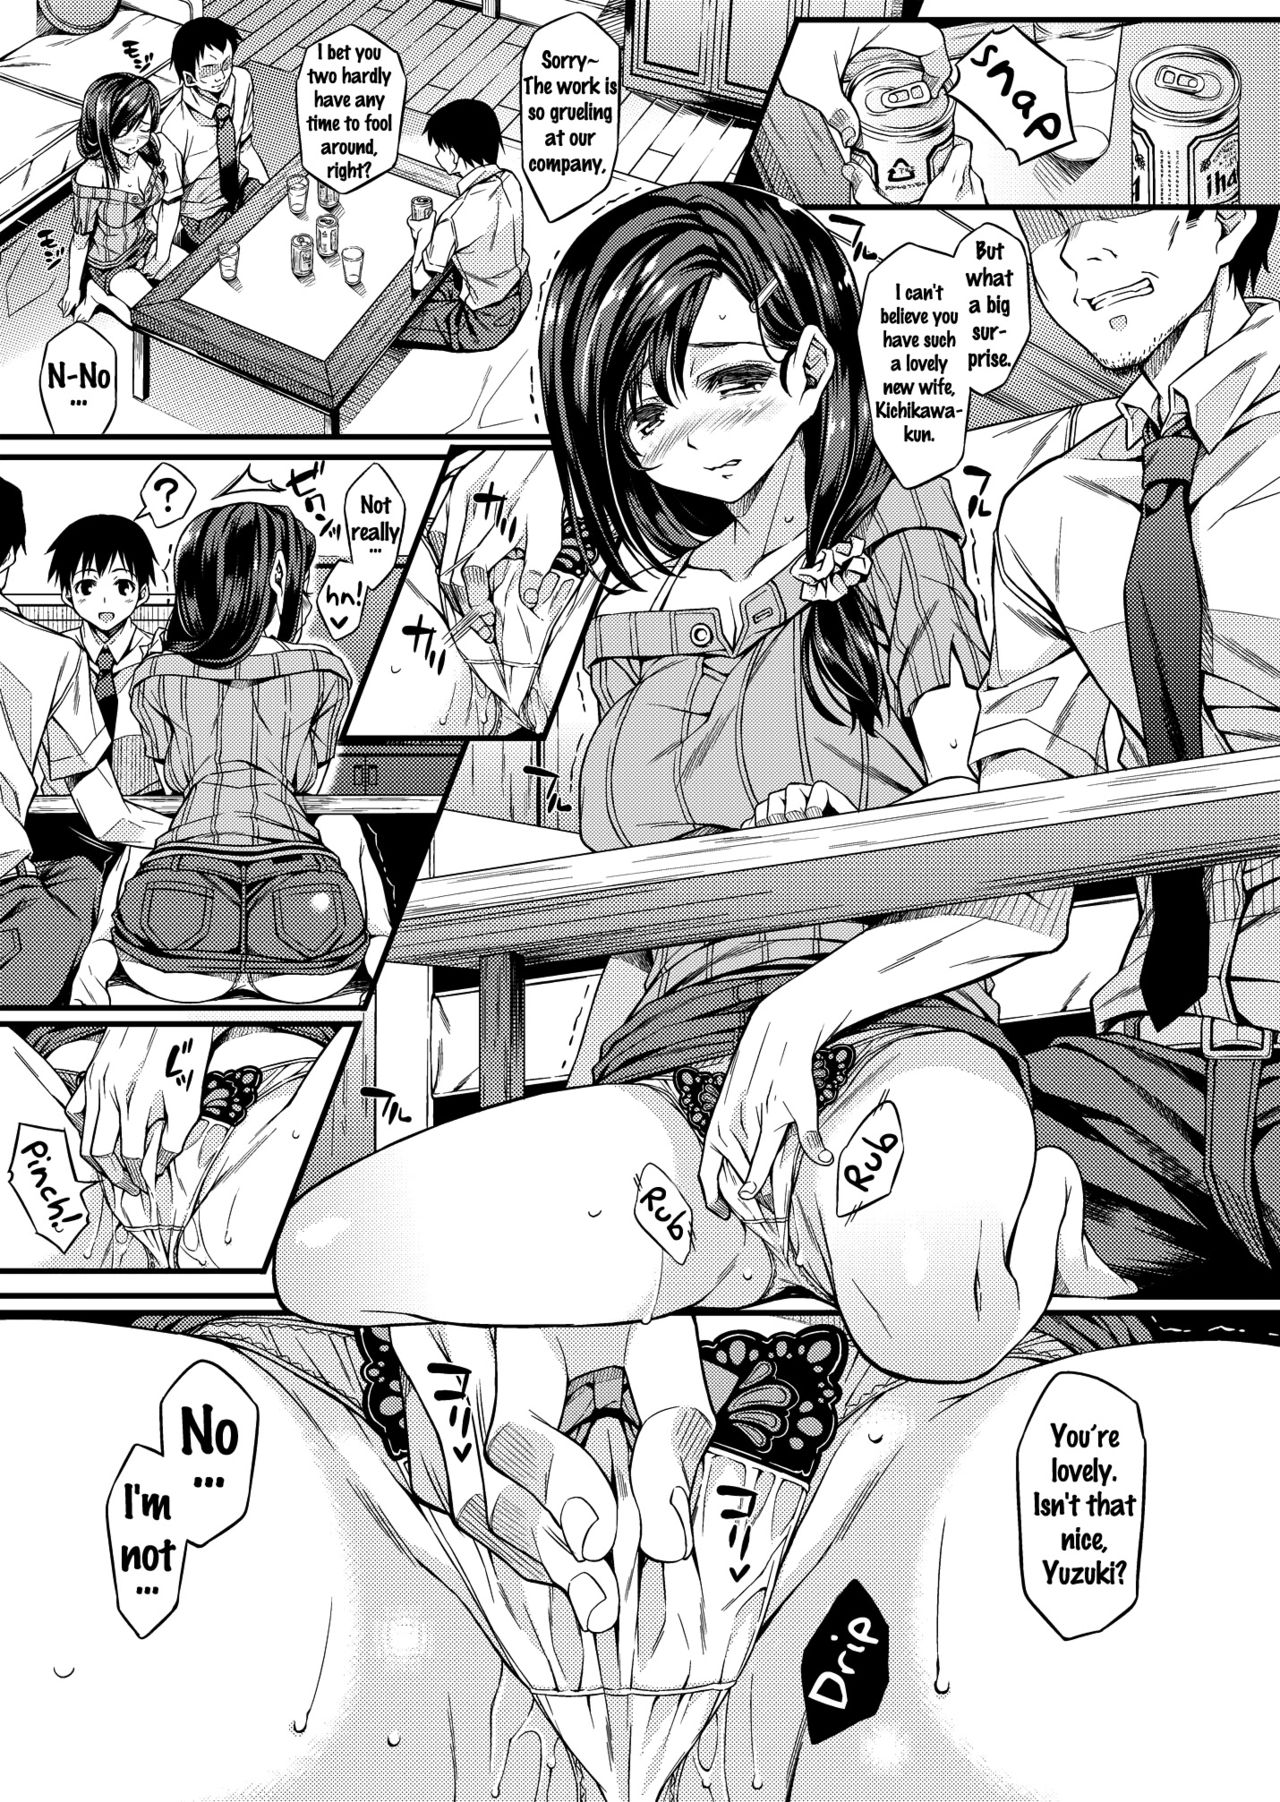 snap
Sorry~
The work is
so grueling
at our
company.
I bet you
two hardly
have any
time to fool
around,
right?
N-No
...
But
what
a big
sur-
prise.
I can't
believe you
have such
a lovely
new wife,
Kichikawa-
kun.
Not
really
...
hn!
?
Pinch!
Rub
Rub
You're
lovely.
Isn't that
nice,
Yuzuki?
No
...
I'm
not
...
Drip